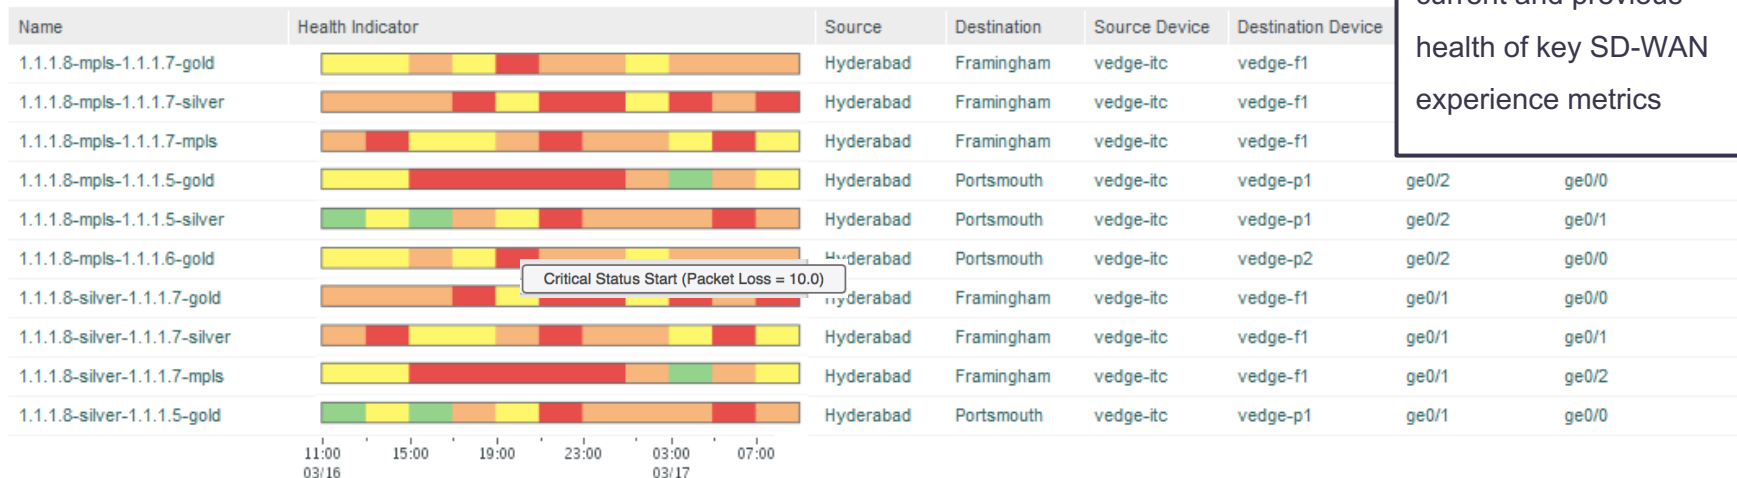 current and previous
health of key SD-WAN
experience metrics
Name Health Indicator Source Destination Source Device Destination Device
1.1.1.8-mpls-1.1.1.7-gold Hyderabad Framingham vedge-itc vedge-f1
1.1.1.8-mpls-1.1.1.7-silver Hyderabad Framingham vedge-itc vedge-f1
1.1.1.8-mpls-1.1.1.7-mpls Hyderabad Framingham vedge-itc vedge-f1
1.1.1.8-mpls-1.1.1.5-gold Hyderabad Portsmouth vedge-itc vedge-p1 ge0/2 ge0/0
1.1.1.8-mpls-1.1.1.5-silver Hyderabad Portsmouth vedge-itc vedge-p1 ge0/2 ge0/1
1.1.1.8-mpls-1.1.1.6-gold Hyderabad Portsmouth vedge-itc vedge-p2 ge0/2 ge0/0
Critical Status Start (Packet Loss = 10.0)
1.1.1.8-silver-1.1.1.7-gold Hyderabad Framingham vedge-itc vedge-f1 ge0/1 ge0/0
1.1.1.8-silver-1.1.1.7-silver Hyderabad Framingham vedge-itc vedge-f1 ge0/1 ge0/1
1.1.1.8-silver-1.1.1.7-mpls Hyderabad Framingham vedge-itc vedge-f1 ge0/1 ge0/2
1.1.1.8-silver-1.1.1.5-gold Hyderabad Portsmouth vedge-itc vedge-p1 ge0/1 ge0/0
11:00 15:00 19:00 23:00 03:00 07:00
03/16 03/17